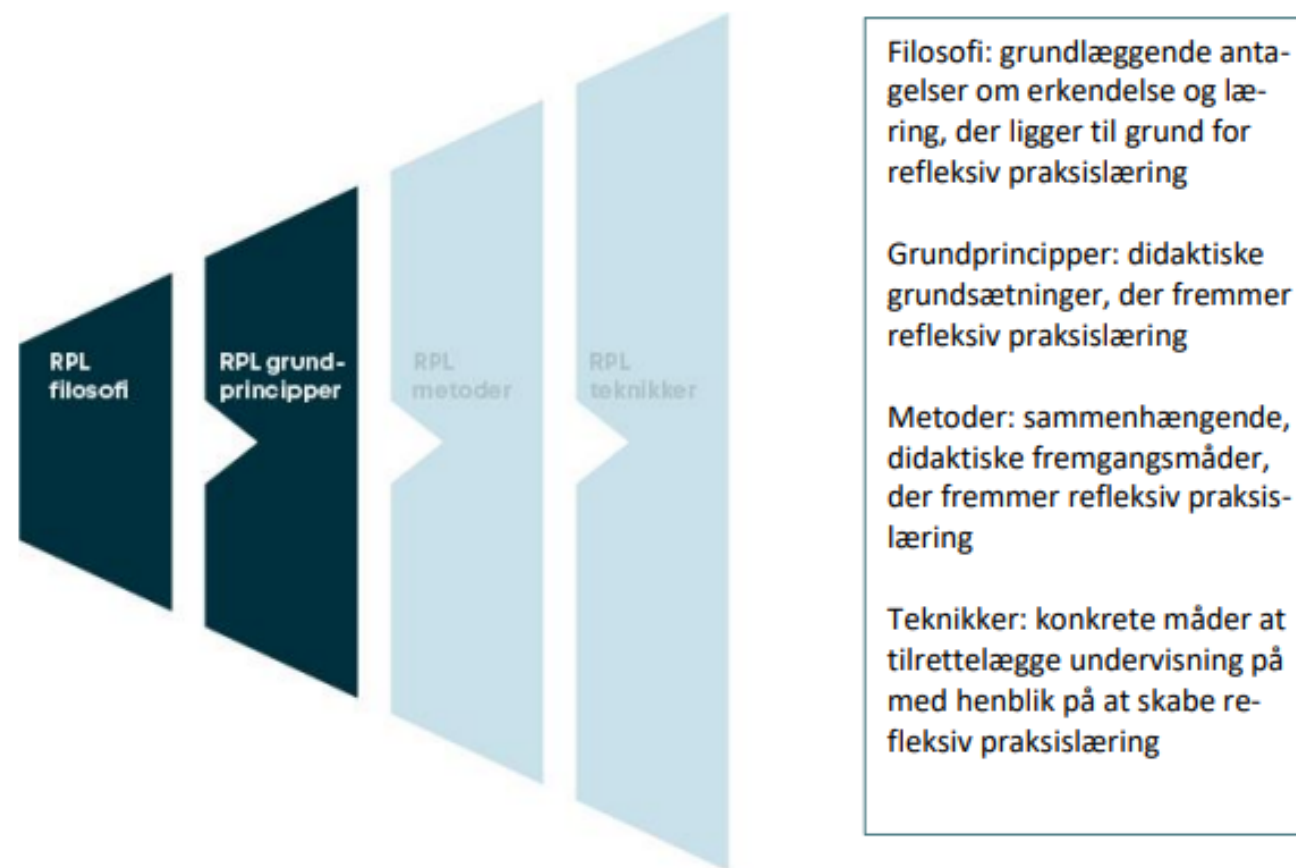 RPL
filosofi
RPL grund-
principper
RPL
metoder
RPL
teknikker
Filosofi: grundlæggende anta-
gelser om erkendelse og læ-
ring, der ligger til grund for
refleksiv praksislæring
Grundprincipper: didaktiske
grundsætninger, der fremmer
refleksiv praksislæring
Metoder: sammenhængende,
didaktiske fremgangsmåder,
der fremmer refleksiv praksis-
læring
Teknikker: konkrete måder at
tilrettelægge undervisning på
med henblik på at skabe re-
fleksiv praksislæring